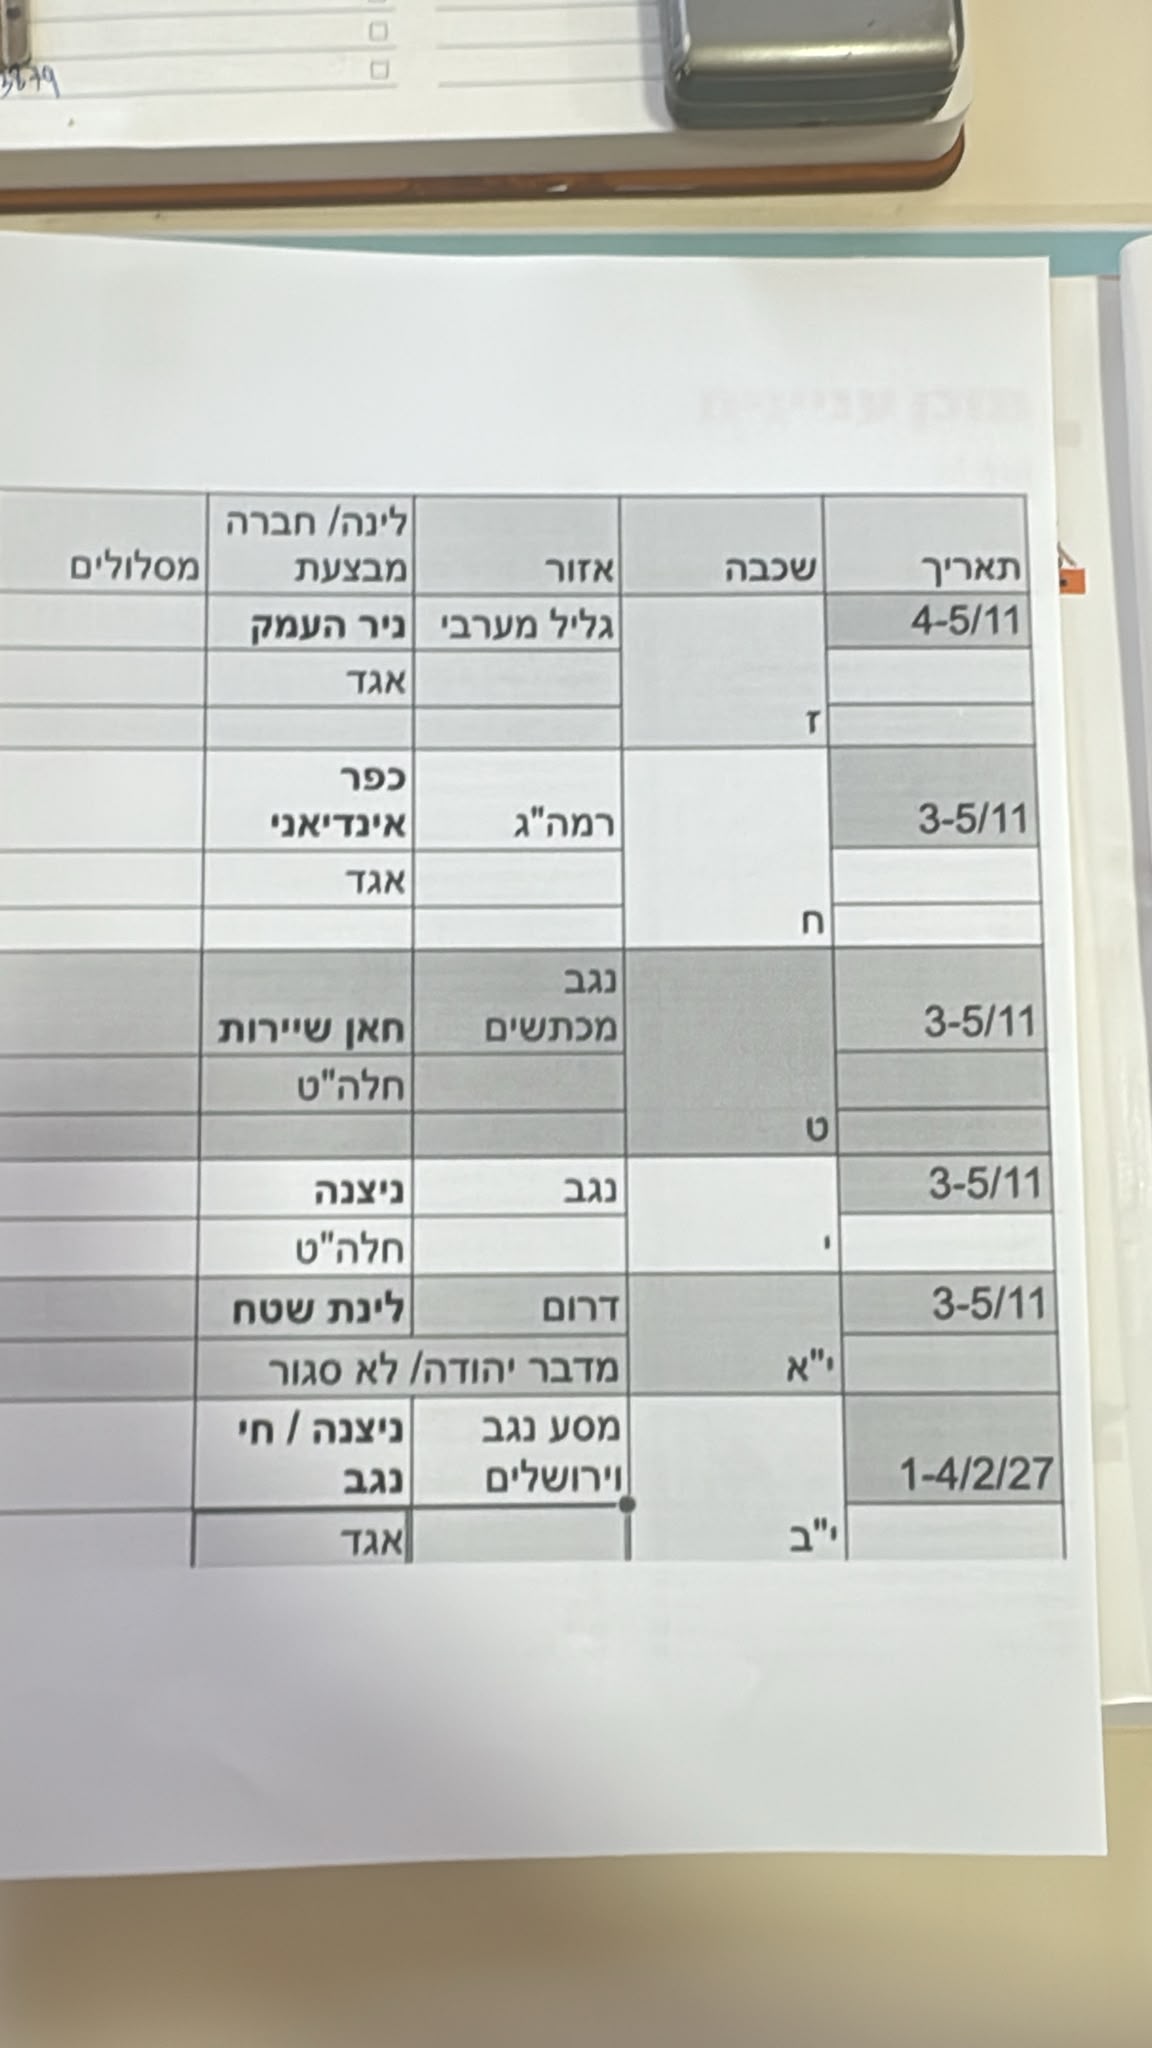 3879
תאריך שכבה אזור לינה/ חברה מבצעת מסלולים
4-5/11 גליל מערבי ניר העמק
אגד
ז
3-5/11 רמה"ג כפר אינדיאני
אגד
ח
3-5/11 נגב מכתשים חאן שיירות
חלה"ט
ט
3-5/11 נגב ניצנה
י חלה"ט
3-5/11 דרום לינת שטח
י"א מדבר יהודה/ לא סגור
1-4/2/27 מסע נגב וירושלים ניצנה / חי נגב
י"ב אגד